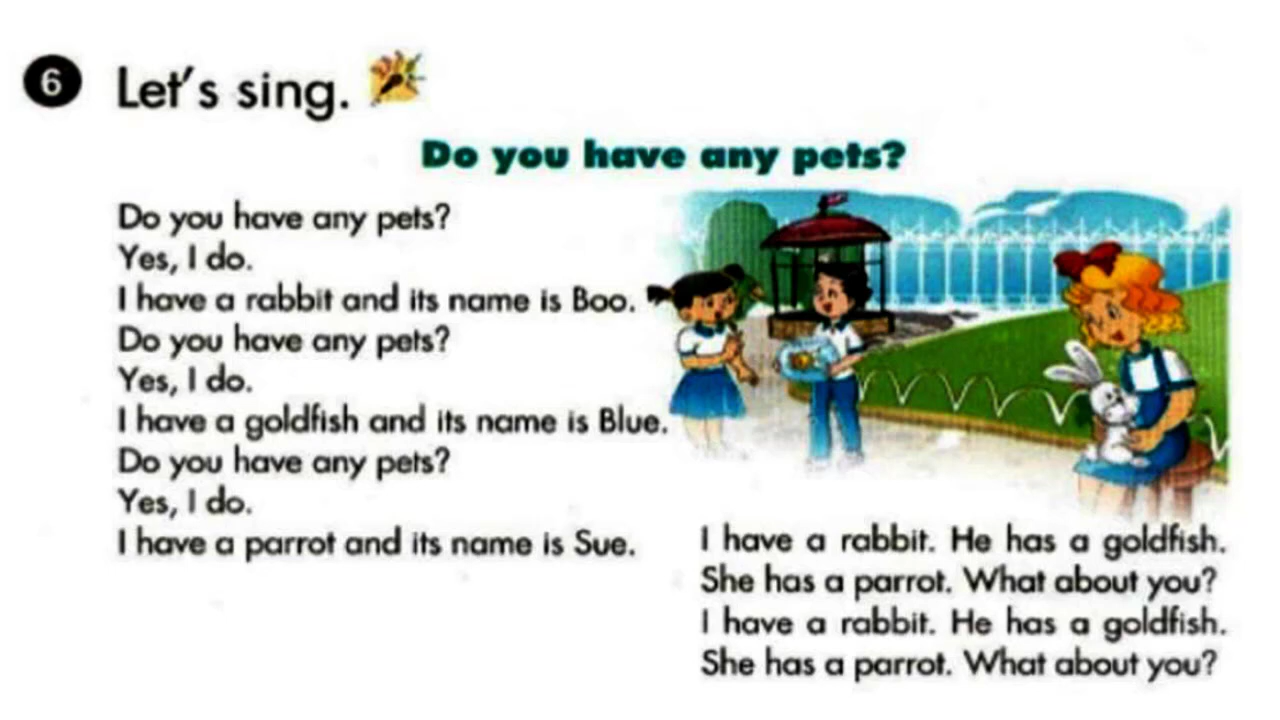 6 Let's sing.
Do you have any pets?
Do you have any pets?
Yes, I do.
I have a rabbit and its name is Boo.
Do you have any pets?
Yes, I do.
I have a goldfish and its name is Blue.
Do you have any pets?
Yes, I do.
I have a parrot and its name is Sue.
I have a rabbit. He has a goldfish.
She has a parrot. What about you?
I have a rabbit. He has a goldfish.
She has a parrot. What about you?